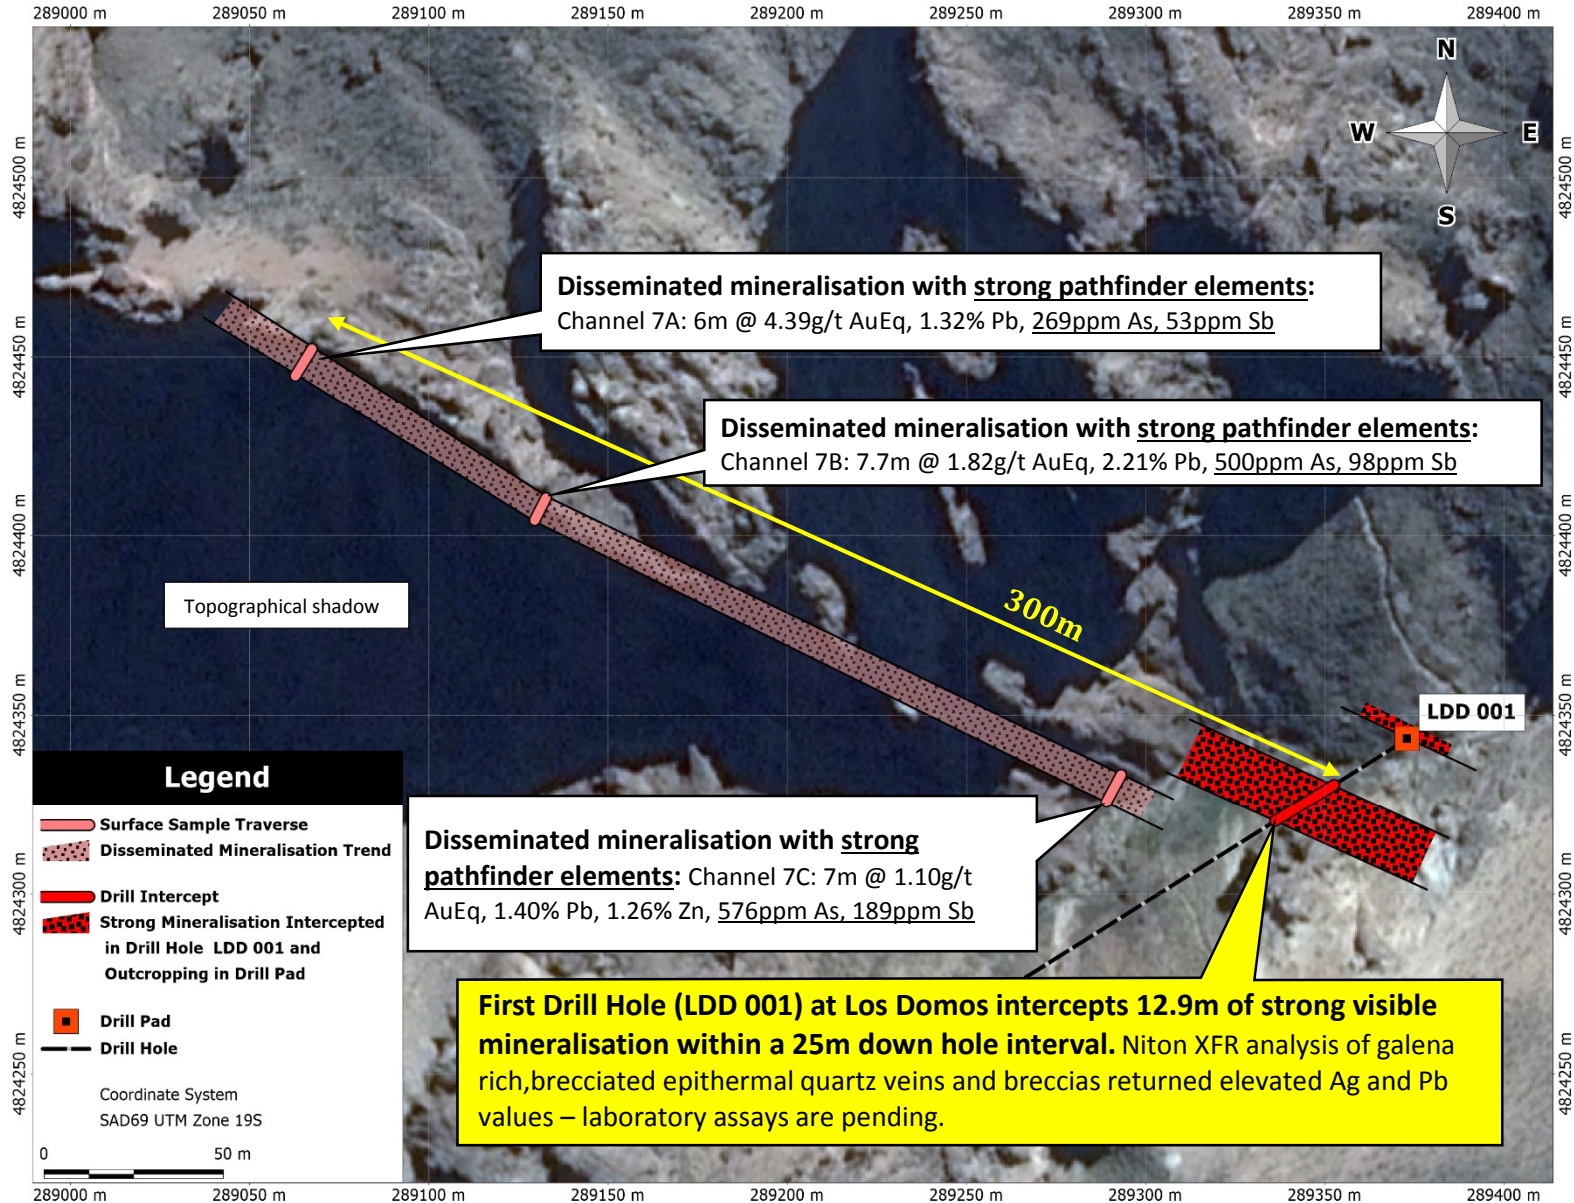 289000 m 289050 m 289100 m 289150 m 289200 m 289250 m 289300 m 289350 m 289400 m
N
W E
S
4824500 m 4824500 m
Disseminated mineralisation with strong pathfinder elements:
Channel 7A: 6m @ 4.39g/t AuEq, 1.32% Pb, 269ppm As, 53ppm Sb
4824450 m 4824450 m
Disseminated mineralisation with strong pathfinder elements:
Channel 7B: 7.7m @ 1.82g/t AuEq, 2.21% Pb, 500ppm As, 98ppm Sb
4824400 m 4824400 m
Topographical shadow
300m
4824350 m 4824350 m
LDD 001
Legend
Surface Sample Traverse
Disseminated Mineralisation Trend
Drill Intercept
Strong Mineralisation Intercepted
in Drill Hole LDD 001 and
Outcropping in Drill Pad
Drill Pad
Drill Hole
Coordinate System
SAD69 UTM Zone 19S
0 50 m
Disseminated mineralisation with strong
pathfinder elements: Channel 7C: 7m @ 1.10g/t
AuEq, 1.40% Pb, 1.26% Zn, 576ppm As, 189ppm Sb
4824300 m 4824300 m
First Drill Hole (LDD 001) at Los Domos intercepts 12.9m of strong visible
mineralisation within a 25m down hole interval. Niton XFR analysis of galena
rich,brecciated epithermal quartz veins and breccias returned elevated Ag and Pb
values – laboratory assays are pending.
4824250 m 4824250 m
289000 m 289050 m 289100 m 289150 m 289200 m 289250 m 289300 m 289350 m 289400 m